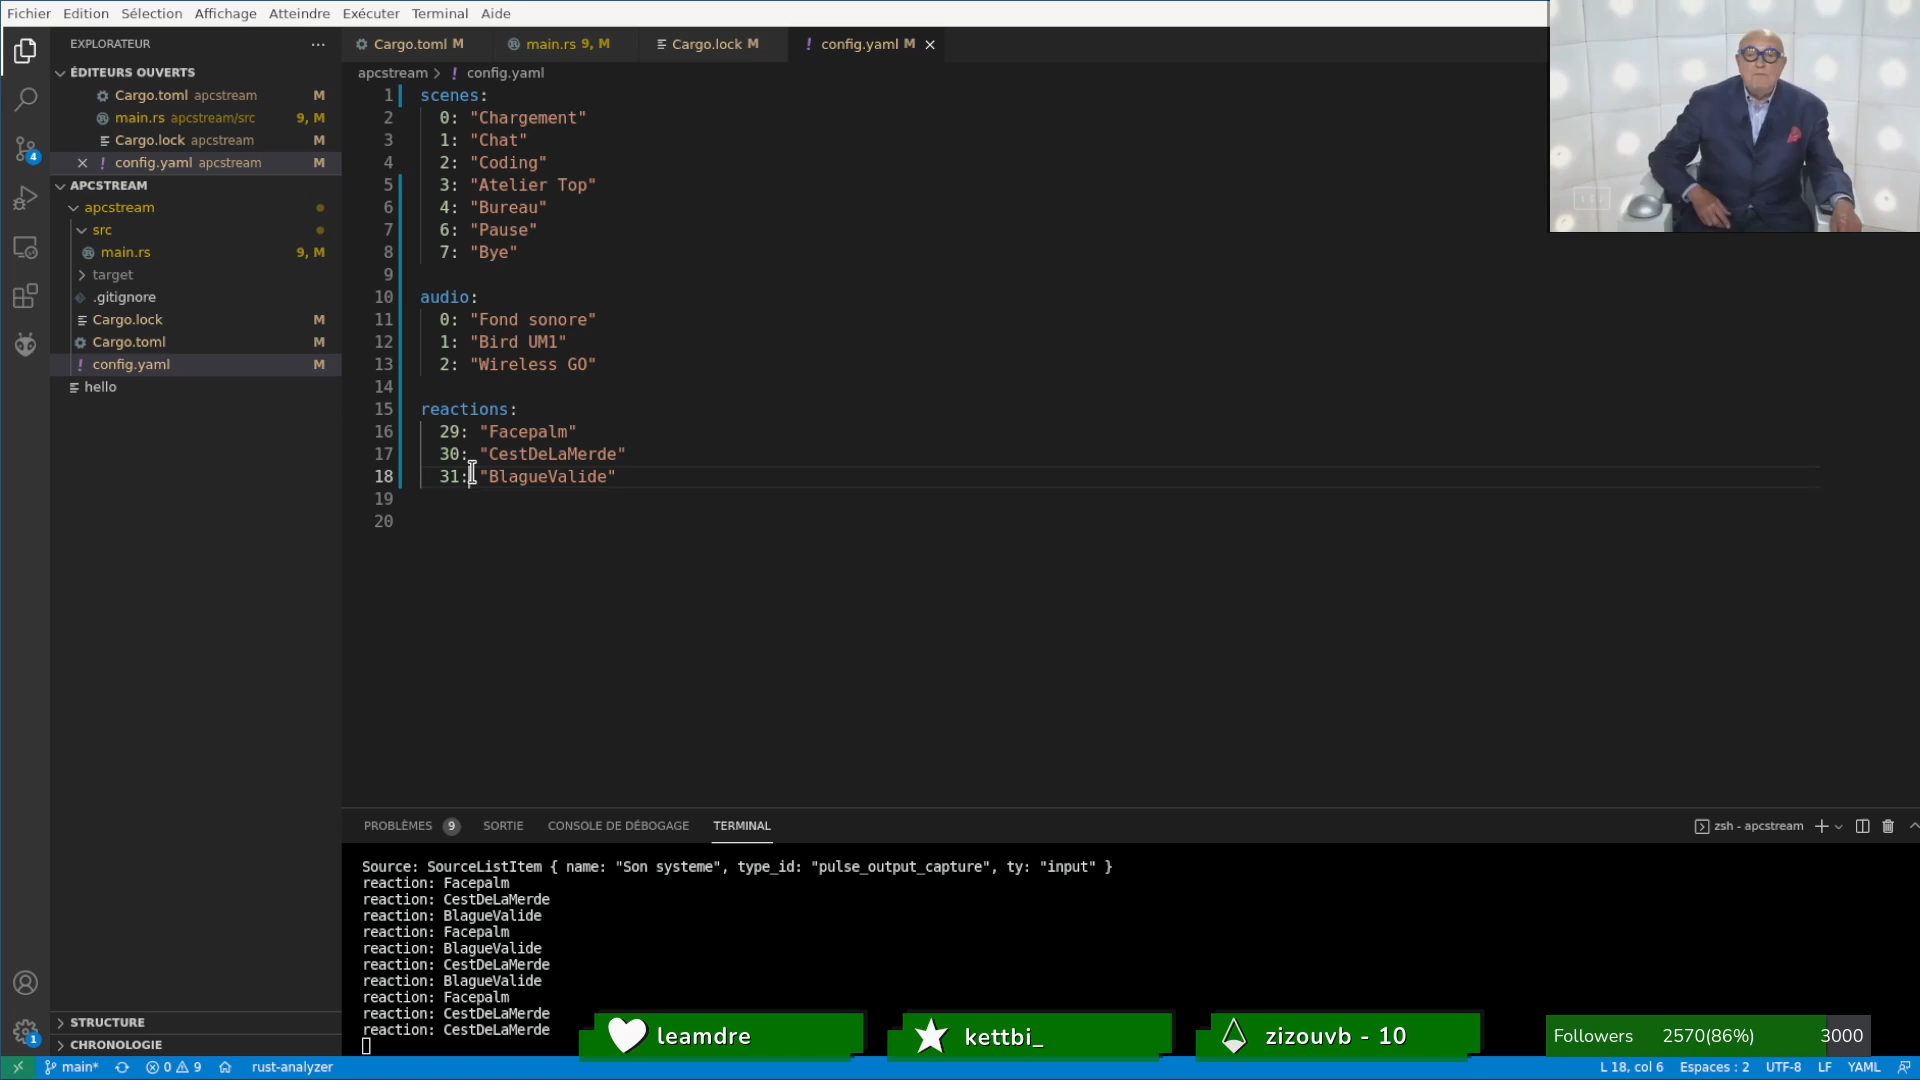 Fichier Edition Sélection Affichage Atteindre Exécuter Terminal Aide
EXPLORATEUR
ÉDITEURS OUVERTS
Cargo.toml apcstream M
main.rs apcstream/src 9, M
Cargo.lock apcstream M
config.yaml apcstream M
APCSTREAM
apcstream
src
main.rs 9, M
target
.gitignore
Cargo.lock M
Cargo.toml M
config.yaml M
hello
STRUCTURE
CHRONOLOGIE
4
1
Cargo.toml M main.rs 9, M Cargo.lock M config.yaml M
apcstream > ! config.yaml
1 scenes:
2 0: "Chargement"
3 1: "Chat"
4 2: "Coding"
5 3: "Atelier Top"
6 4: "Bureau"
7 6: "Pause"
8 7: "Bye"
9
10 audio:
11 0: "Fond sonore"
12 1: "Bird UM1"
13 2: "Wireless GO"
14
15 reactions:
16 29: "Facepalm"
17 30: "CestDeLaMerde"
18 31: "BlagueValide"
19
20
PROBLÈMES 9 SORTIE CONSOLE DE DÉBOGAGE TERMINAL zsh - apcstream
Source: SourceListItem { name: "Son systeme", type_id: "pulse_output_capture", ty: "input" }
reaction: Facepalm
reaction: CestDeLaMerde
reaction: BlagueValide
reaction: Facepalm
reaction: BlagueValide
reaction: CestDeLaMerde
reaction: BlagueValide
reaction: Facepalm
reaction: CestDeLaMerde
reaction: CestDeLaMerde
leamdre kettbi_ zizouvb - 10 Followers 2570(86%) 3000
main* 0 9 rust-analyzer L 18, col 6 Espaces : 2 UTF-8 LF YAML